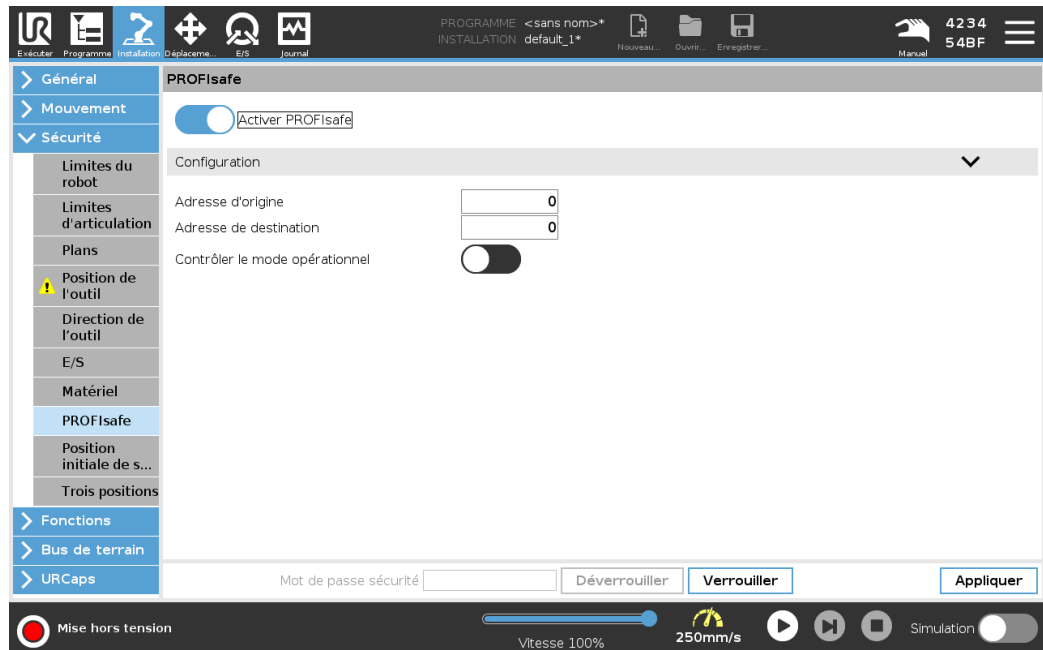 PROGRAMME <sans nom>*
INSTALLATION default_1*
Exécuter
Programme
Installation
Déplaceme...
E/S
Journal
Nouveau...
Ouvrir...
Enregistrer...
Manuel
4234
54BF
Général
Mouvement
Sécurité
Limites du
robot
Limites
d'articulation
Plans
Position de
l'outil
Direction de
l’outil
E/S
Matériel
PROFIsafe
Position
initiale de s...
Trois positions
Fonctions
Bus de terrain
URCaps
PROFIsafe
Activer PROFIsafe
Configuration
Adresse d'origine 0
Adresse de destination 0
Contrôler le mode opérationnel
Mot de passe sécurité Déverrouiller Verrouiller Appliquer
Mise hors tension
Vitesse 100%
250mm/s
Simulation